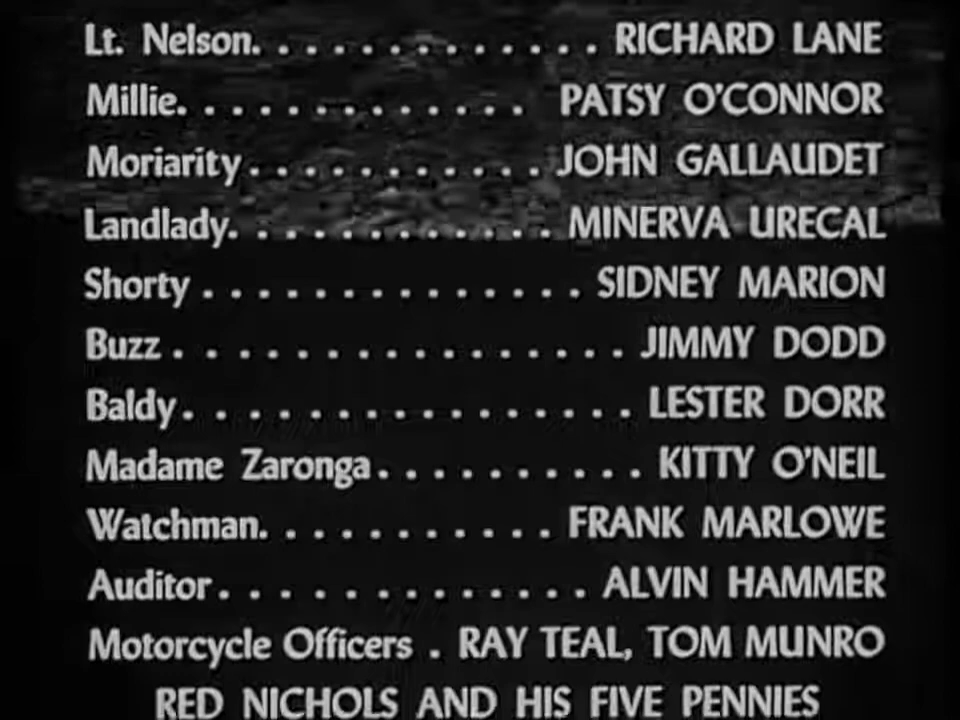 Lt. Nelson. . . . . . . . . . . . . . RICHARD LANE
Millie. . . . . . . . . . . . . PATSY O'CONNOR
Moriarity . . . . . . . . . . . . JOHN GALLAUDET
Landlady. . . . . . . . . . . . MINERVA URECAL
Shorty . . . . . . . . . . . . . . SIDNEY MARION
Buzz . . . . . . . . . . . . . . . . JIMMY DODD
Baldy . . . . . . . . . . . . . . . . LESTER DORR
Madame Zaronga . . . . . . . . . . KITTY O'NEIL
Watchman. . . . . . . . . . . FRANK MARLOWE
Auditor . . . . . . . . . . . . . ALVIN HAMMER
Motorcycle Officers . RAY TEAL, TOM MUNRO
RED NICHOLS AND HIS FIVE PENNIES